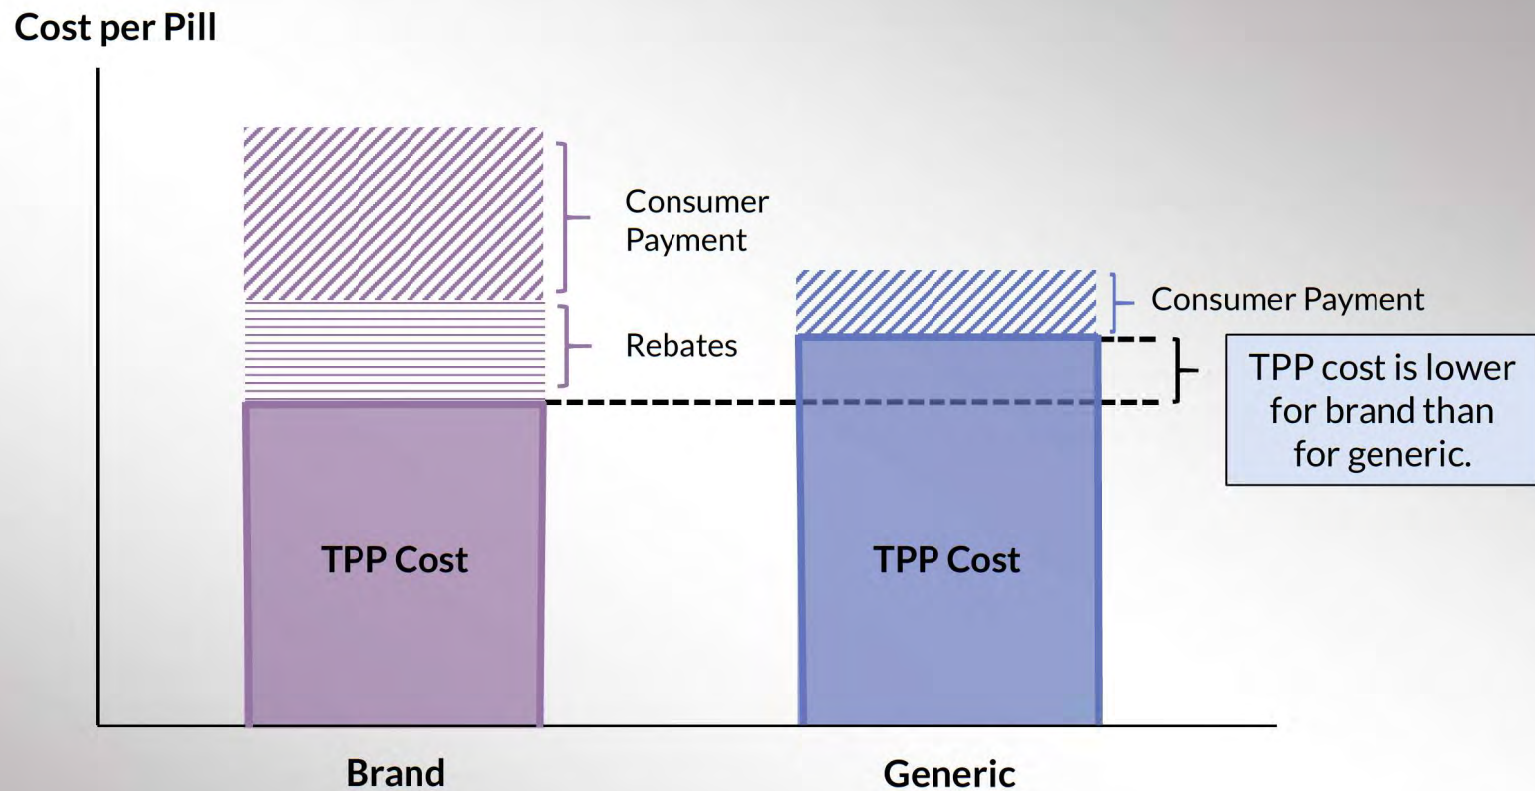 Cost per Pill
Consumer
Payment
Rebates
TPP Cost
Consumer Payment
TPP cost is lower
for brand than
for generic.
TPP Cost
Brand
Generic